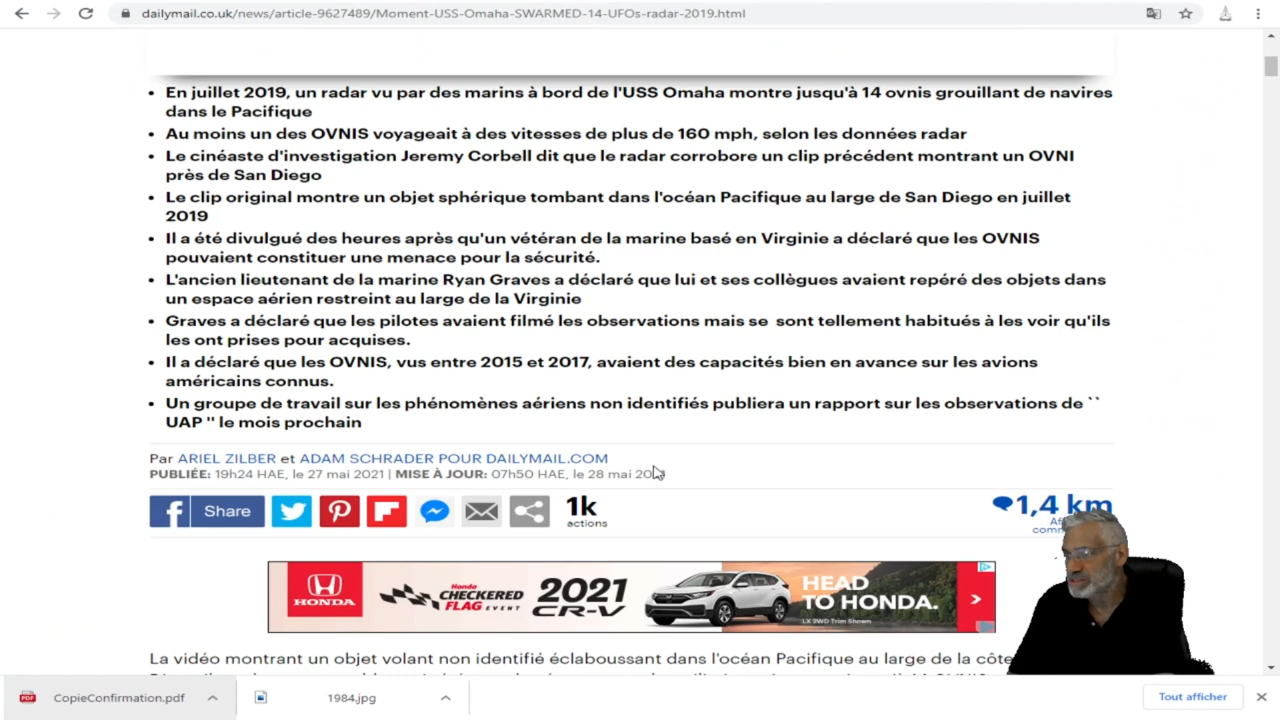 dailymail.co.uk/news/article-9627489/Moment-USS-Omaha-SWARMED-14-UFOs-radar-2019.html
En juillet 2019, un radar vu par des marins à bord de l'USS Omaha montre jusqu'à 14 ovnis grouillant de navires
dans le Pacifique
Au moins un des OVNIS voyageait à des vitesses de plus de 160 mph, selon les données radar
Le cinéaste d'investigation Jeremy Corbell dit que le radar corrobore un clip précédent montrant un OVNI
près de San Diego
Le clip original montre un objet sphérique tombant dans l'océan Pacifique au large de San Diego en juillet
2019
Il a été divulgué des heures après qu'un vétéran de la marine basé en Virginie a déclaré que les OVNIS
pouvaient constituer une menace pour la sécurité.
L'ancien lieutenant de la marine Ryan Graves a déclaré que lui et ses collègues avaient repéré des objets dans
un espace aérien restreint au large de la Virginie
Graves a déclaré que les pilotes avaient filmé les observations mais se sont tellement habitués à les voir qu'ils
les ont prises pour acquises.
Il a déclaré que les OVNIS, vus entre 2015 et 2017, avaient des capacités bien en avance sur les avions
américains connus.
Un groupe de travail sur les phénomènes aériens non identifiés publiera un rapport sur les observations de ``
UAP '' le mois prochain
Par ARIEL ZILBER et ADAM SCHRADER POUR DAILYMAIL.COM
PUBLIÉE: 19h24 HAE, le 27 mai 2021 | MISE À JOUR: 07h50 HAE, le 28 mai
f Share
1k
actions
1,4 km
HONDA
Honda
CHECKERED
FLAG EVENT
2021
CR-V
HEAD
TO HONDA.
LX 2WD Trim Shown
La vidéo montrant un objet volant non identifié éclaboussant dans l'océan Pacifique au large de la côte
PDF
CopieConfirmation.pdf
1984.jpg
Tout afficher